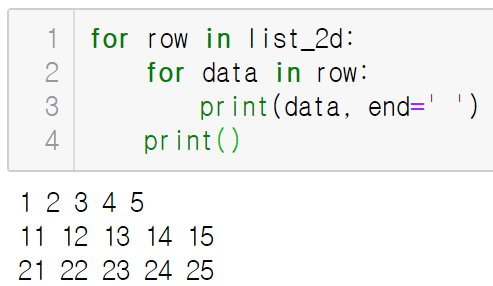 1 for row in list_2d:
2     for data in row:
3         print(data, end=' ')
4     print()
1 2 3 4 5
11 12 13 14 15
21 22 23 24 25